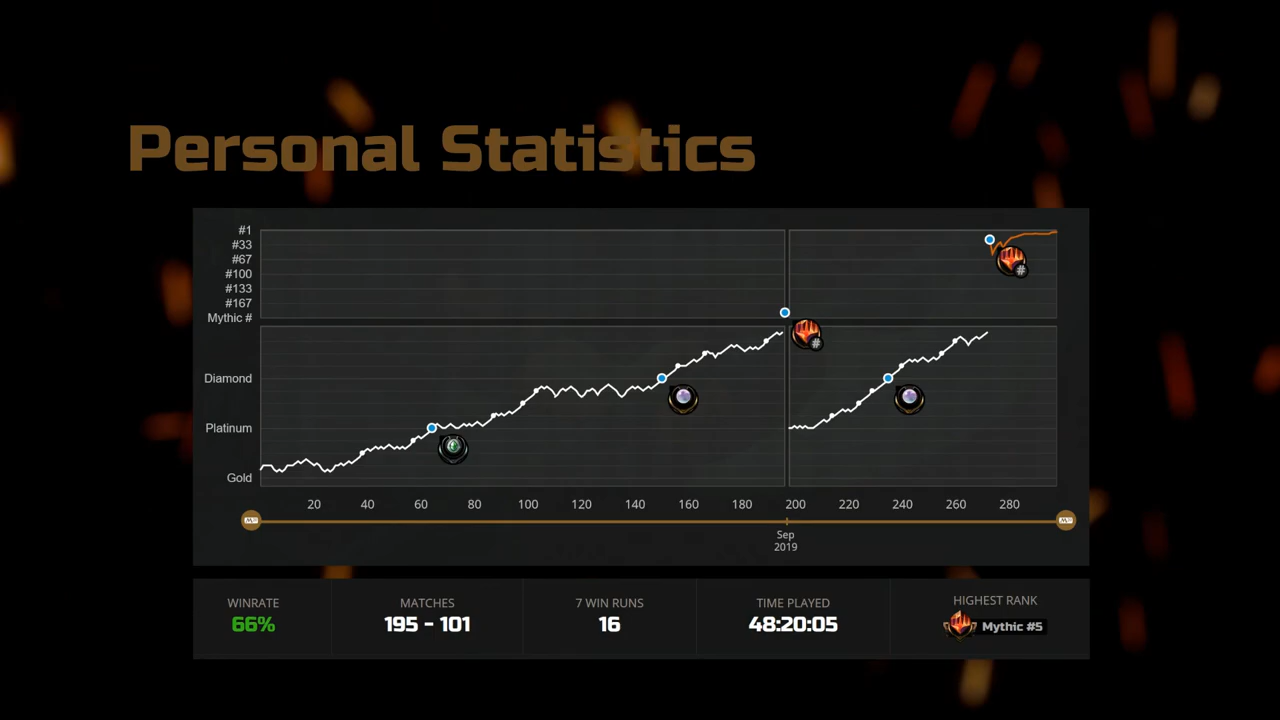 Personal Statistics
#1
#33
#67
#100
#133
#167
Mythic #
Diamond
Platinum
Gold
20 40 60 80 100 120 140 160 180 200 220 240 260 280
Sep
2019
WINRATE MATCHES 7 WIN RUNS TIME PLAYED HIGHEST RANK
66% 195 - 101 16 48:20:05 Mythic #5